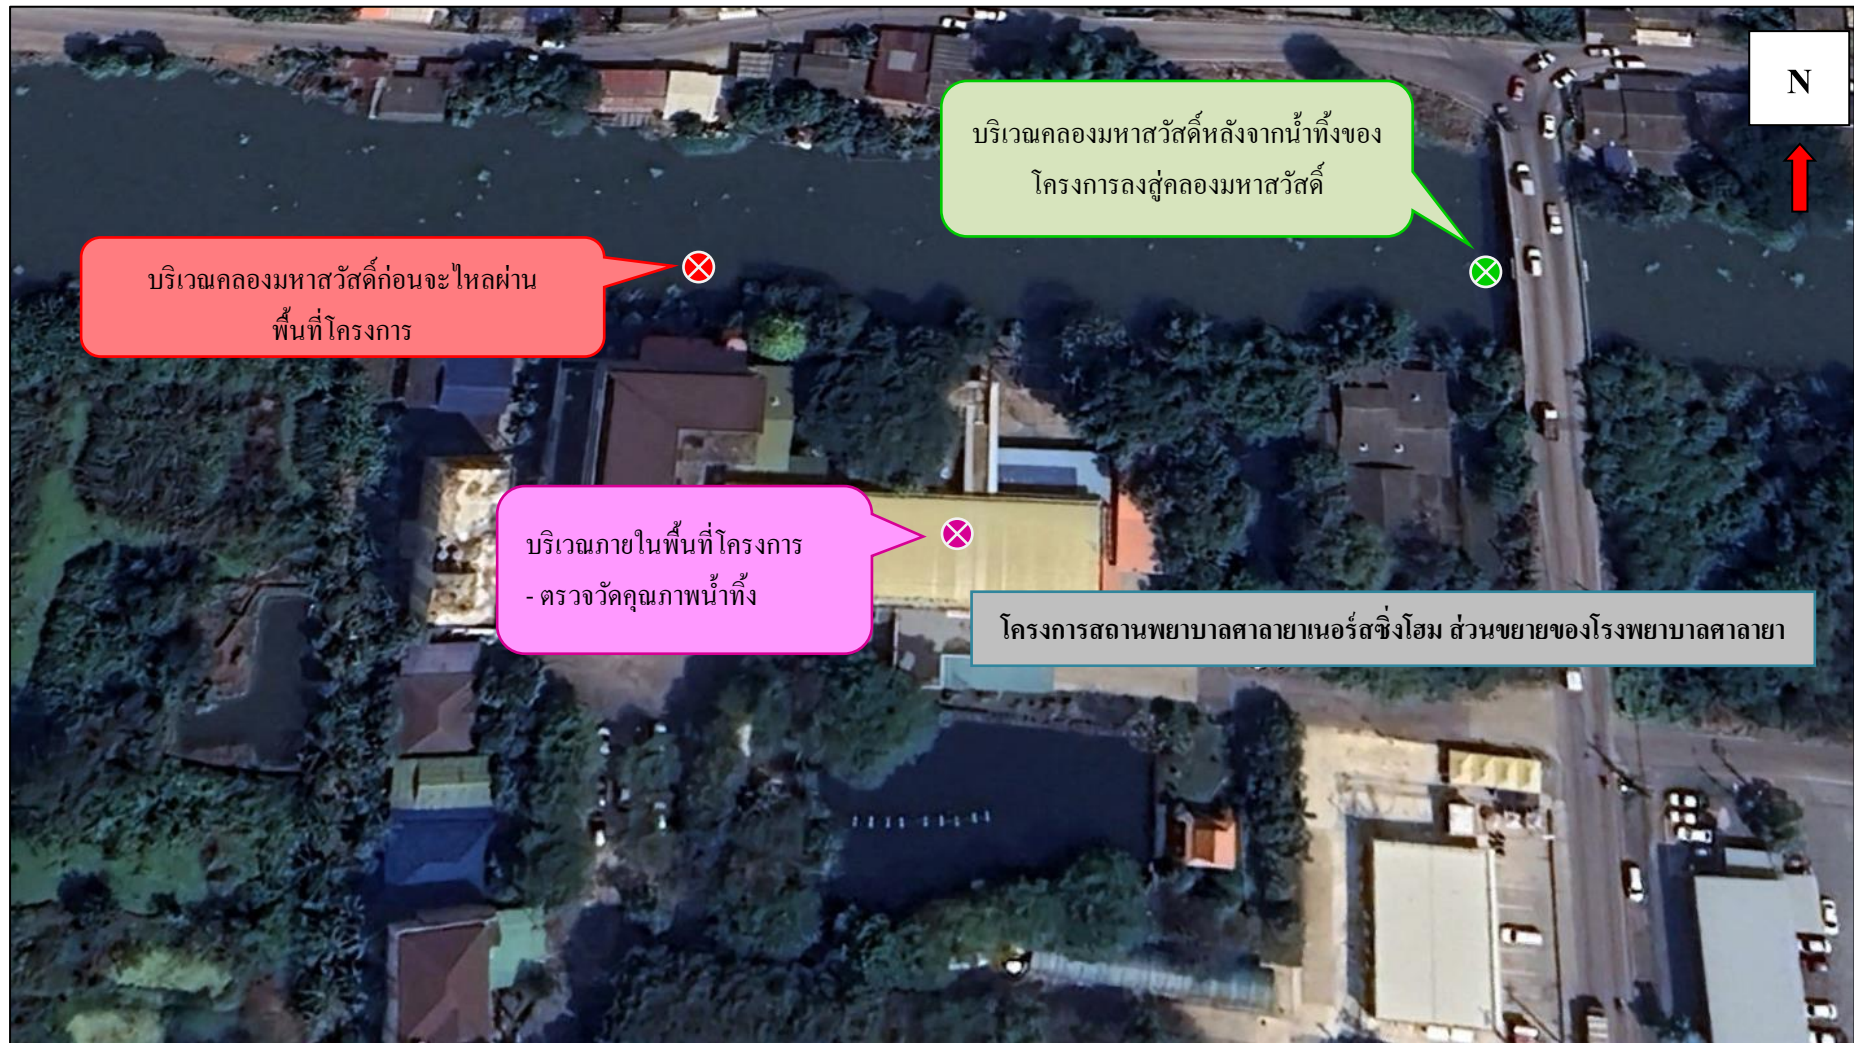 N
บริเวณคลองมหาสวัสดิ์หลังจากน้ำทิ้งของ
โครงการลงสู่คลองมหาสวัสดิ์
บริเวณคลองมหาสวัสดิ์ก่อนจะไหลผ่าน
พื้นที่โครงการ
บริเวณภายในพื้นที่โครงการ
- ตรวจวัดคุณภาพน้ำทิ้ง
โครงการสถานพยาบาลศาลายาเนอร์สซิ่งโฮม ส่วนขยายของโรงพยาบาลศาลายา